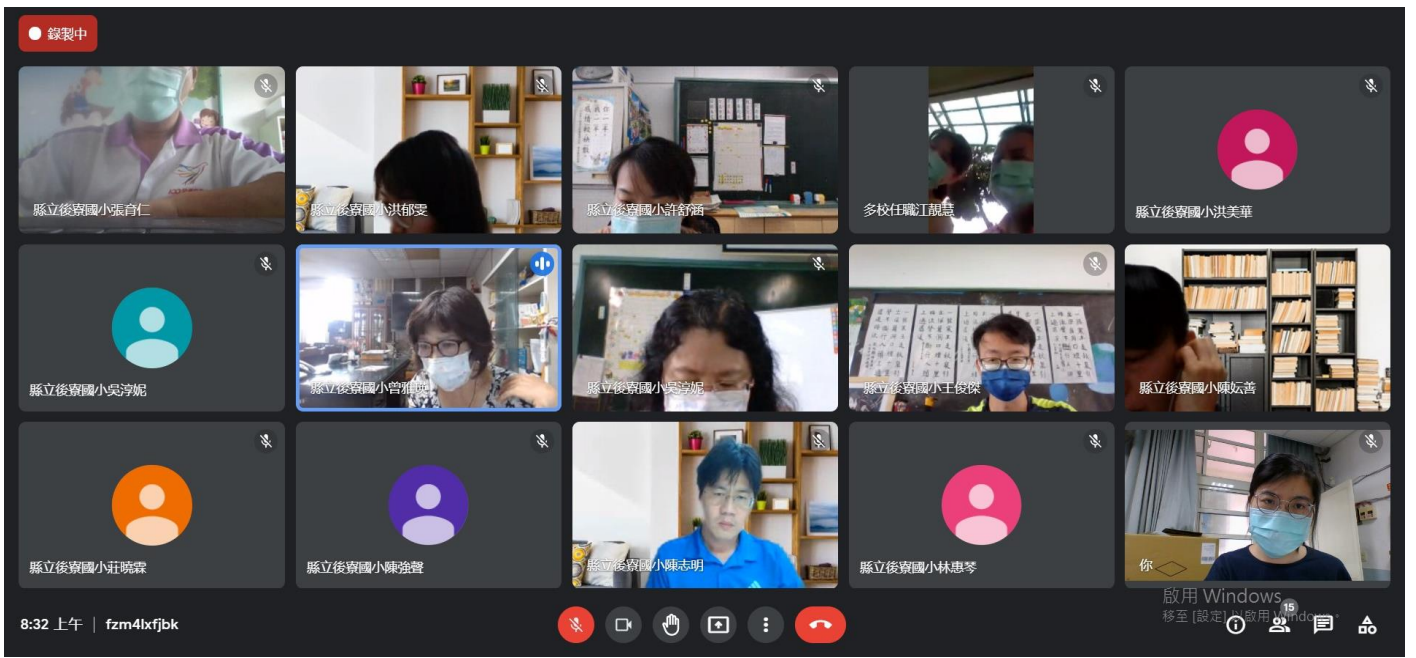 錄製中
縣立後寮國小張育仁
縣立後寮國小洪郁雯
縣立後寮國小許舒涵
多校任職江靚慧
縣立後寮國小洪美華
縣立後寮國小吳淳妮
縣立後寮國小曾雅
縣立後寮國小吳淳妮
縣立後寮國小王俊傑
縣立後寮國小陳妘善
縣立後寮國小莊曉霖
縣立後寮國小陳強聲
縣立後寮國小陳志明
縣立後寮國小林惠琴
你
啟用 Windows
移至 [設定] 以啟用 Windows。
15
8:32 上午 | fzm4lxfjbk